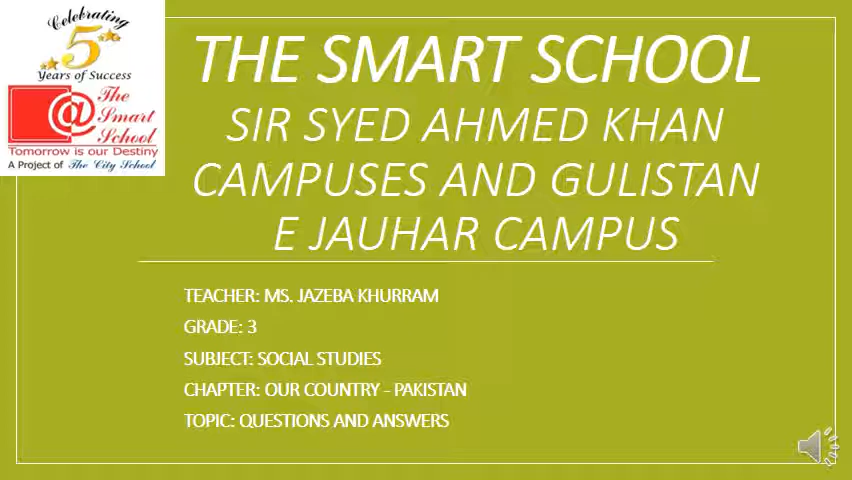 Celebrating
5
Years of Success
@The
Smart
School
Tomorrow is our Destiny
A Project of The City School
THE SMART SCHOOL
SIR SYED AHMED KHAN
CAMPUSES AND GULISTAN
E JAUHAR CAMPUS
TEACHER: MS. JAZEBA KHURRAM
GRADE: 3
SUBJECT: SOCIAL STUDIES
CHAPTER: OUR COUNTRY - PAKISTAN
TOPIC: QUESTIONS AND ANSWERS